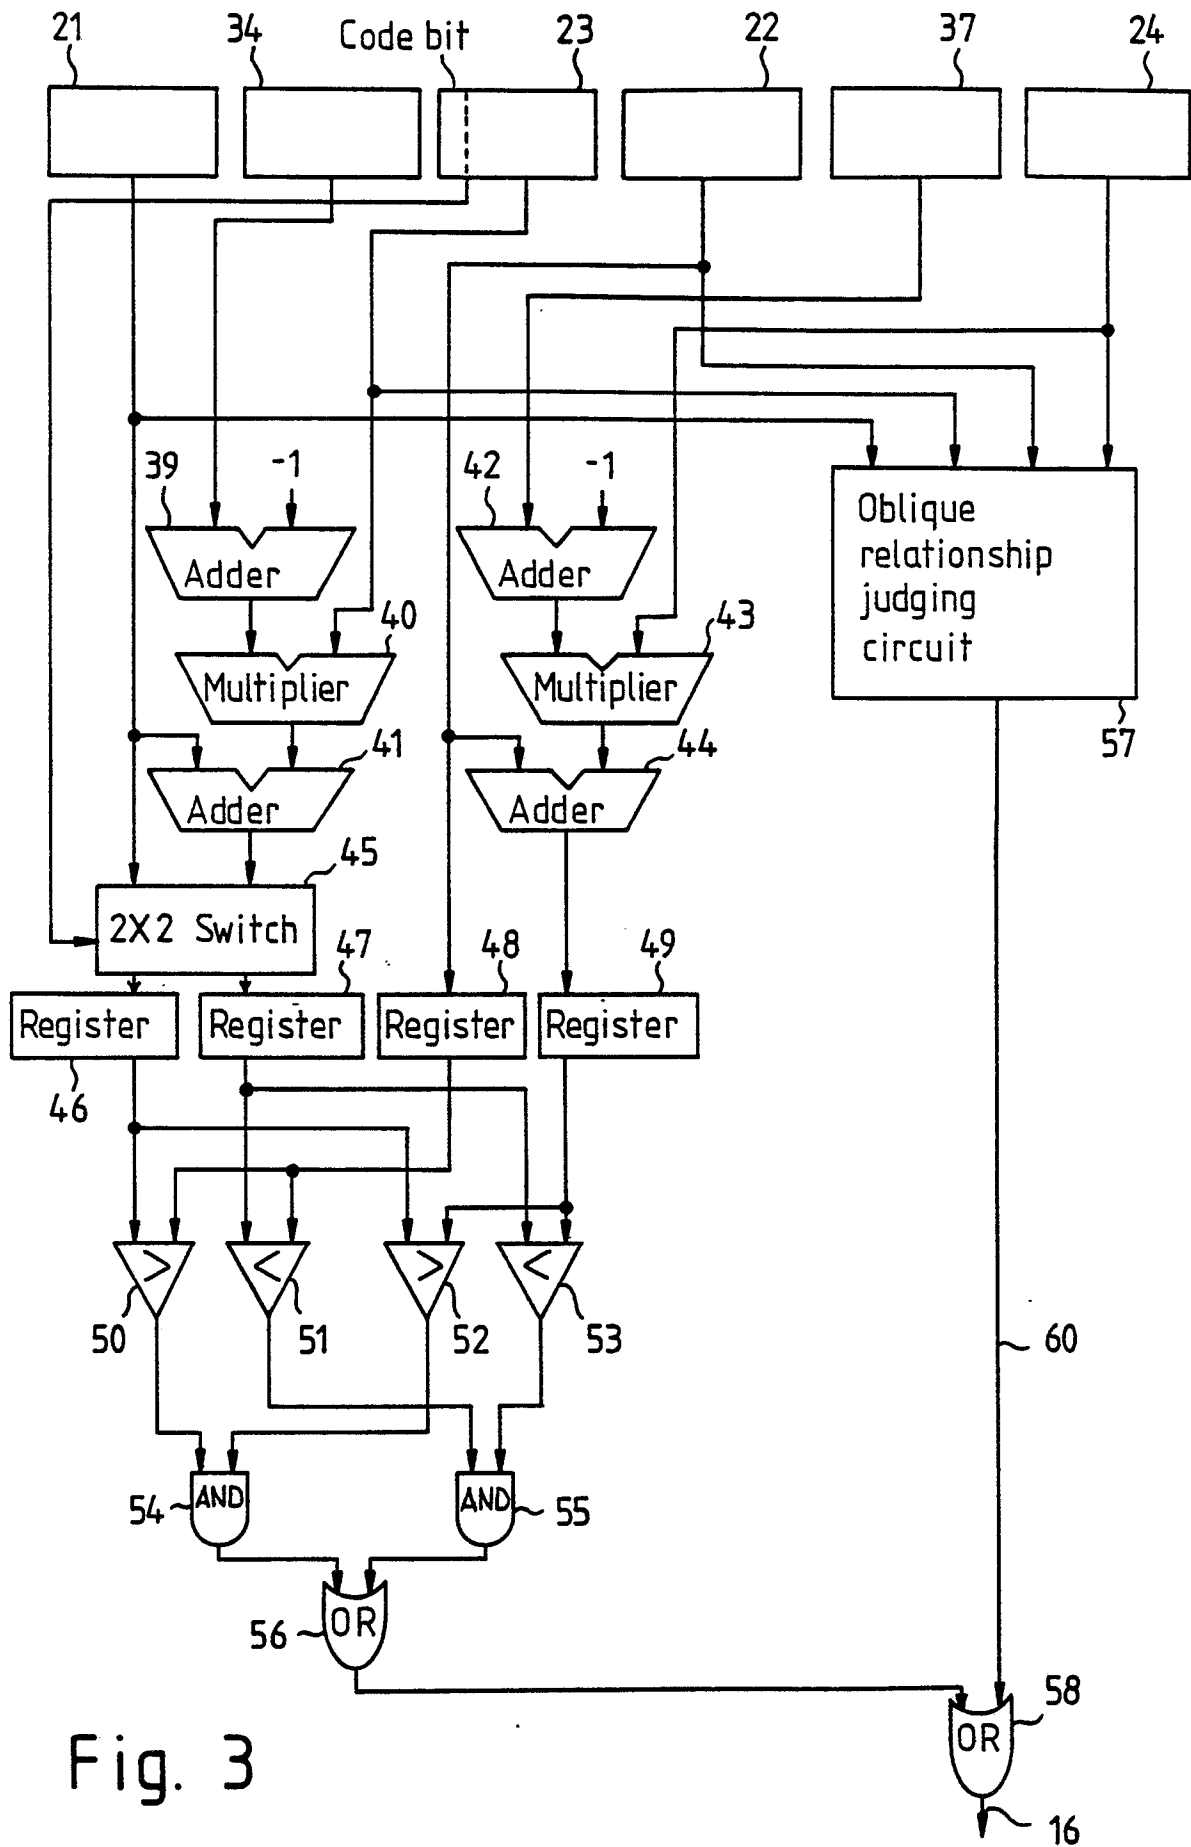 21 34 Code bit 23 22 37 24
39 -1 42 -1
Oblique
relationship
judging
circuit
Adder Adder
40 43
Multiplier Multiplier
57
41 44
Adder Adder
45
2X2 Switch
47 48 49
Register Register Register Register
46
> < > <
50 51 52 53
60
54 AND AND 55
56 OR
58
OR
Fig. 3
16